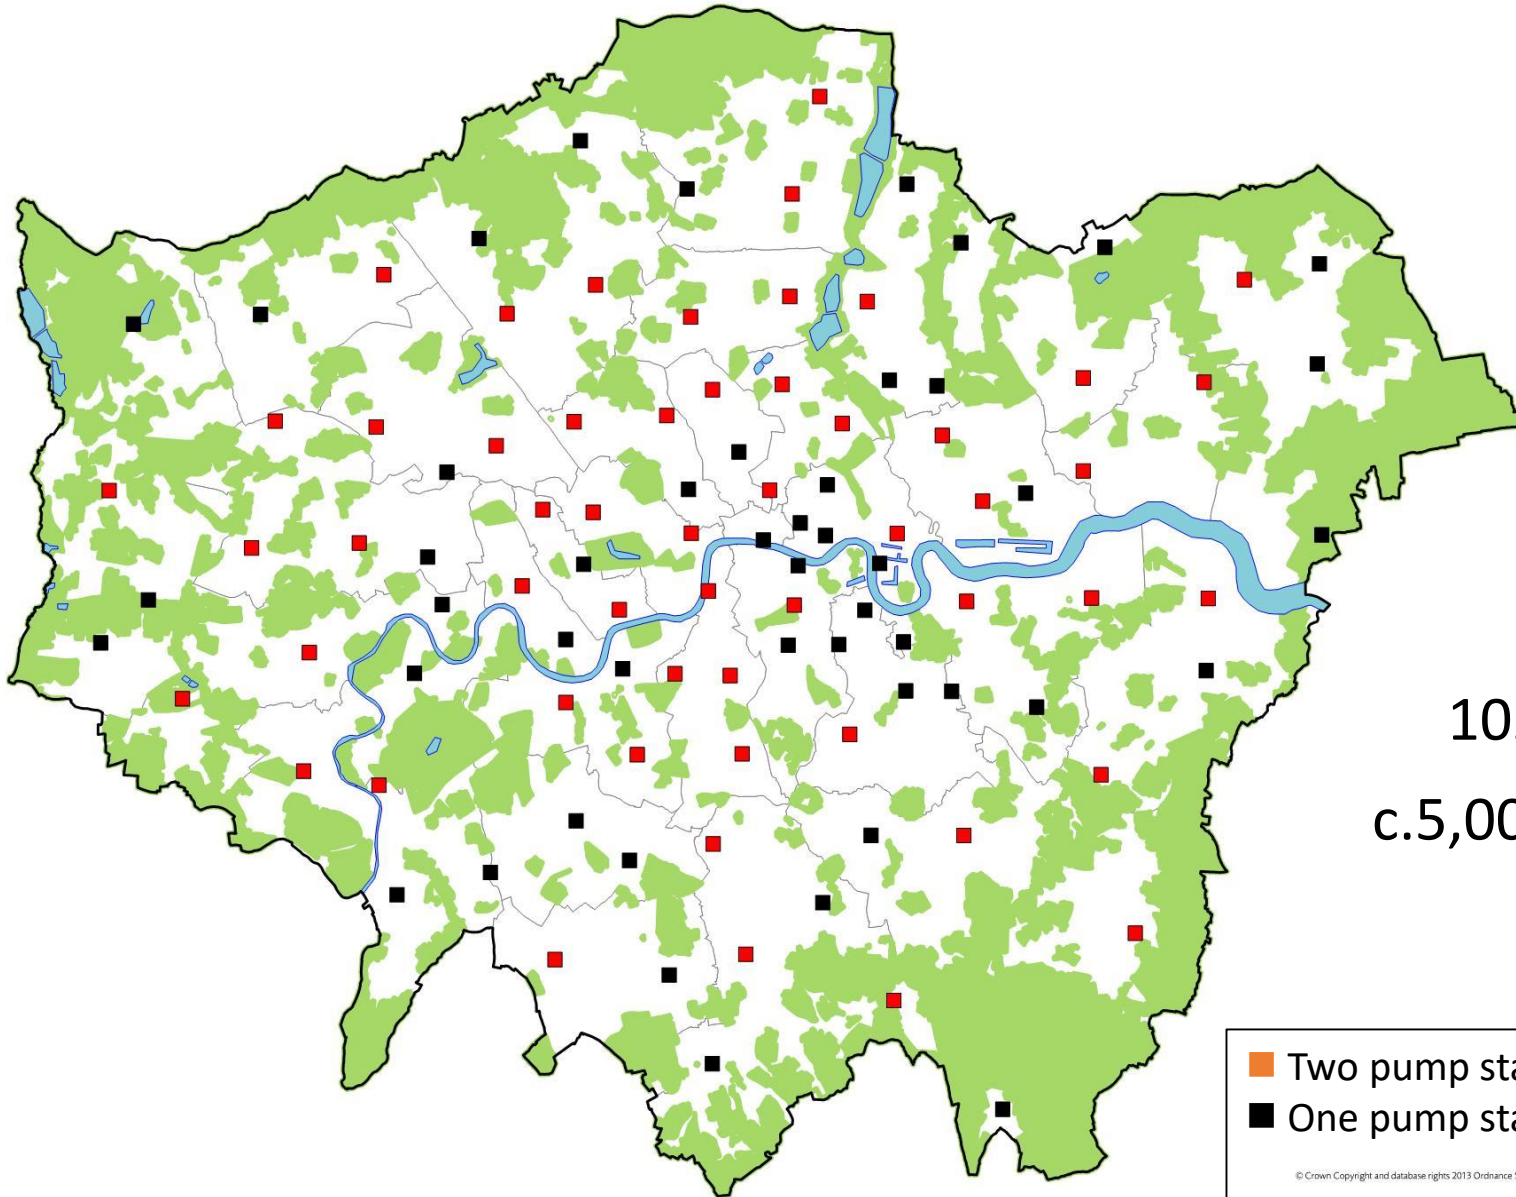 10
c.5,00
Two pump sta
One pump sta
© Crown Copyright and database rights 2013 Ordnance S